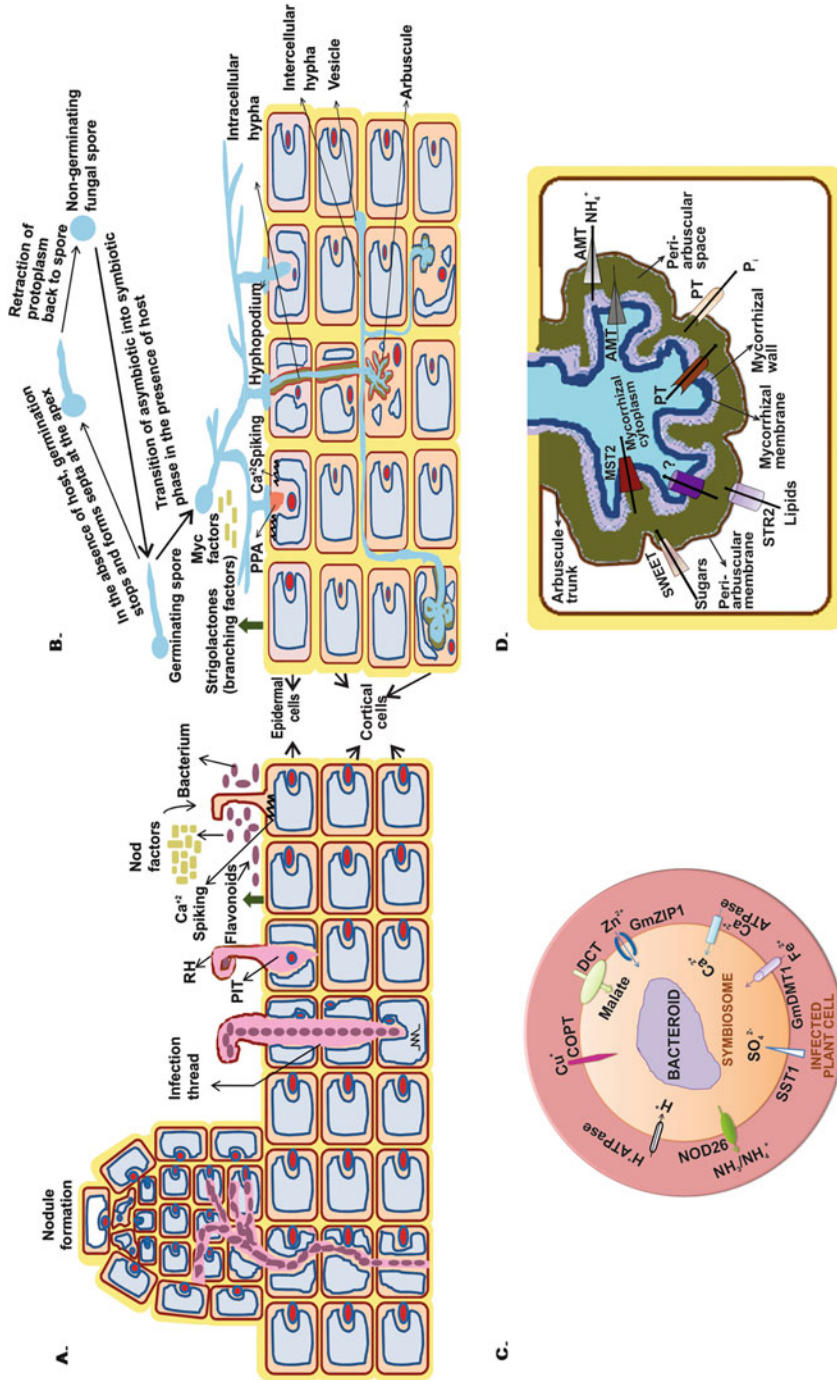 A.
Nodule
formation
Infection
thread
RH
PIT
Flavonoids
Ca+2
Spiking
Nod
factors
Bacterium
Epidermal
cells
Cortical
cells
B.
In the absence of host, germination
stops and forms septa at the apex
Retraction of
protoplasm
back to spore
Non-germinating
fungal spore
Transition of asymbiotic into symbiotic
phase in the presence of host
Germinating spore
Strigolactones
(branching factors)
Myc
factors
PPA
Ca+2Spiking
Hyphopodium
Intracellular
hypha
Intercellular
hypha
Vesicle
Arbuscule
C.
H+ATPase
H+
Cu+
COPT
DCT
Malate
Zn2+
GmZIP1
Ca2+
Ca2+
ATPase
Fe2+
GmDMT1
SO42-
SST1
NOD26
NH3/NH4+
BACTEROID
SYMBIOSOME
INFECTED
PLANT CELL
D.
Arbuscule
trunk
SWEET
Sugars
Peri-
arbuscular
membrane
MST2
Mycorrhizal
cytoplasm
?
STR2
Lipids
AMT
AMT
NH4+
Peri-
arbuscular
space
PT
PT
Pi
Mycorrhizal
wall
Mycorrhizal
membrane